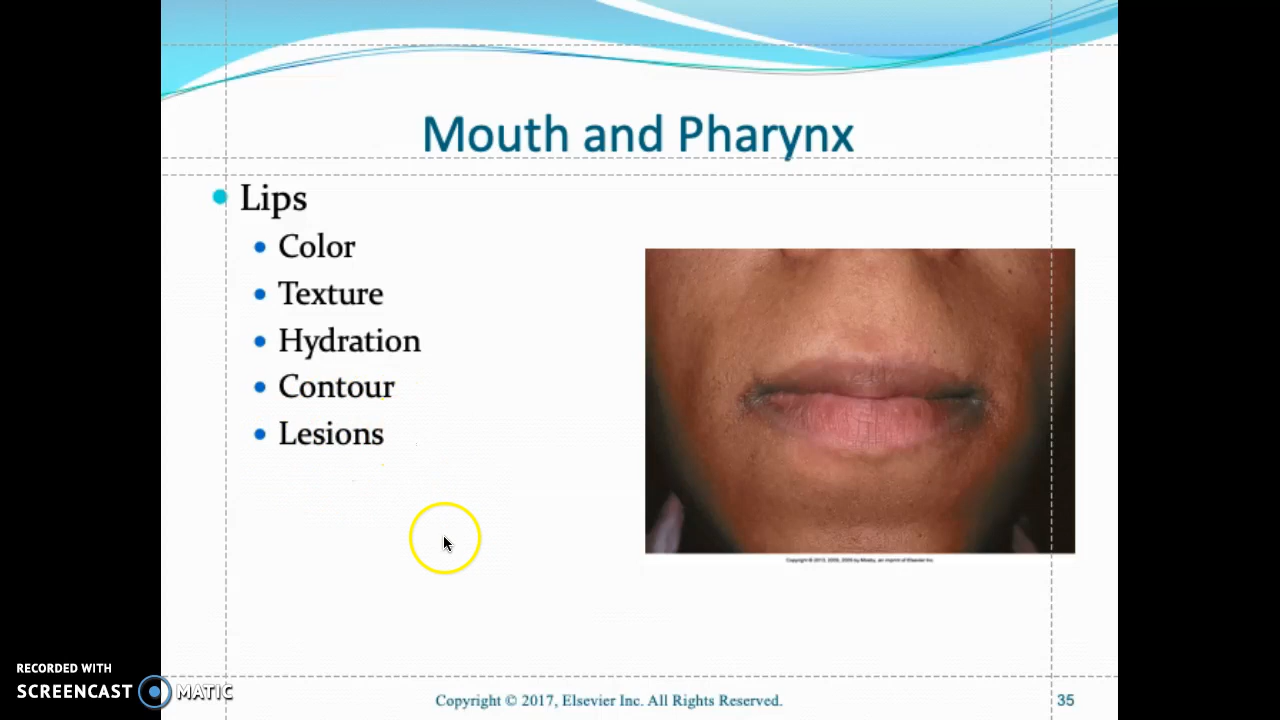 Mouth and Pharynx
Lips
Color
Texture
Hydration
Contour
Lesions
RECORDED WITH
SCREENCAST MATIC
Copyright © 2017, Elsevier Inc. All Rights Reserved.
35